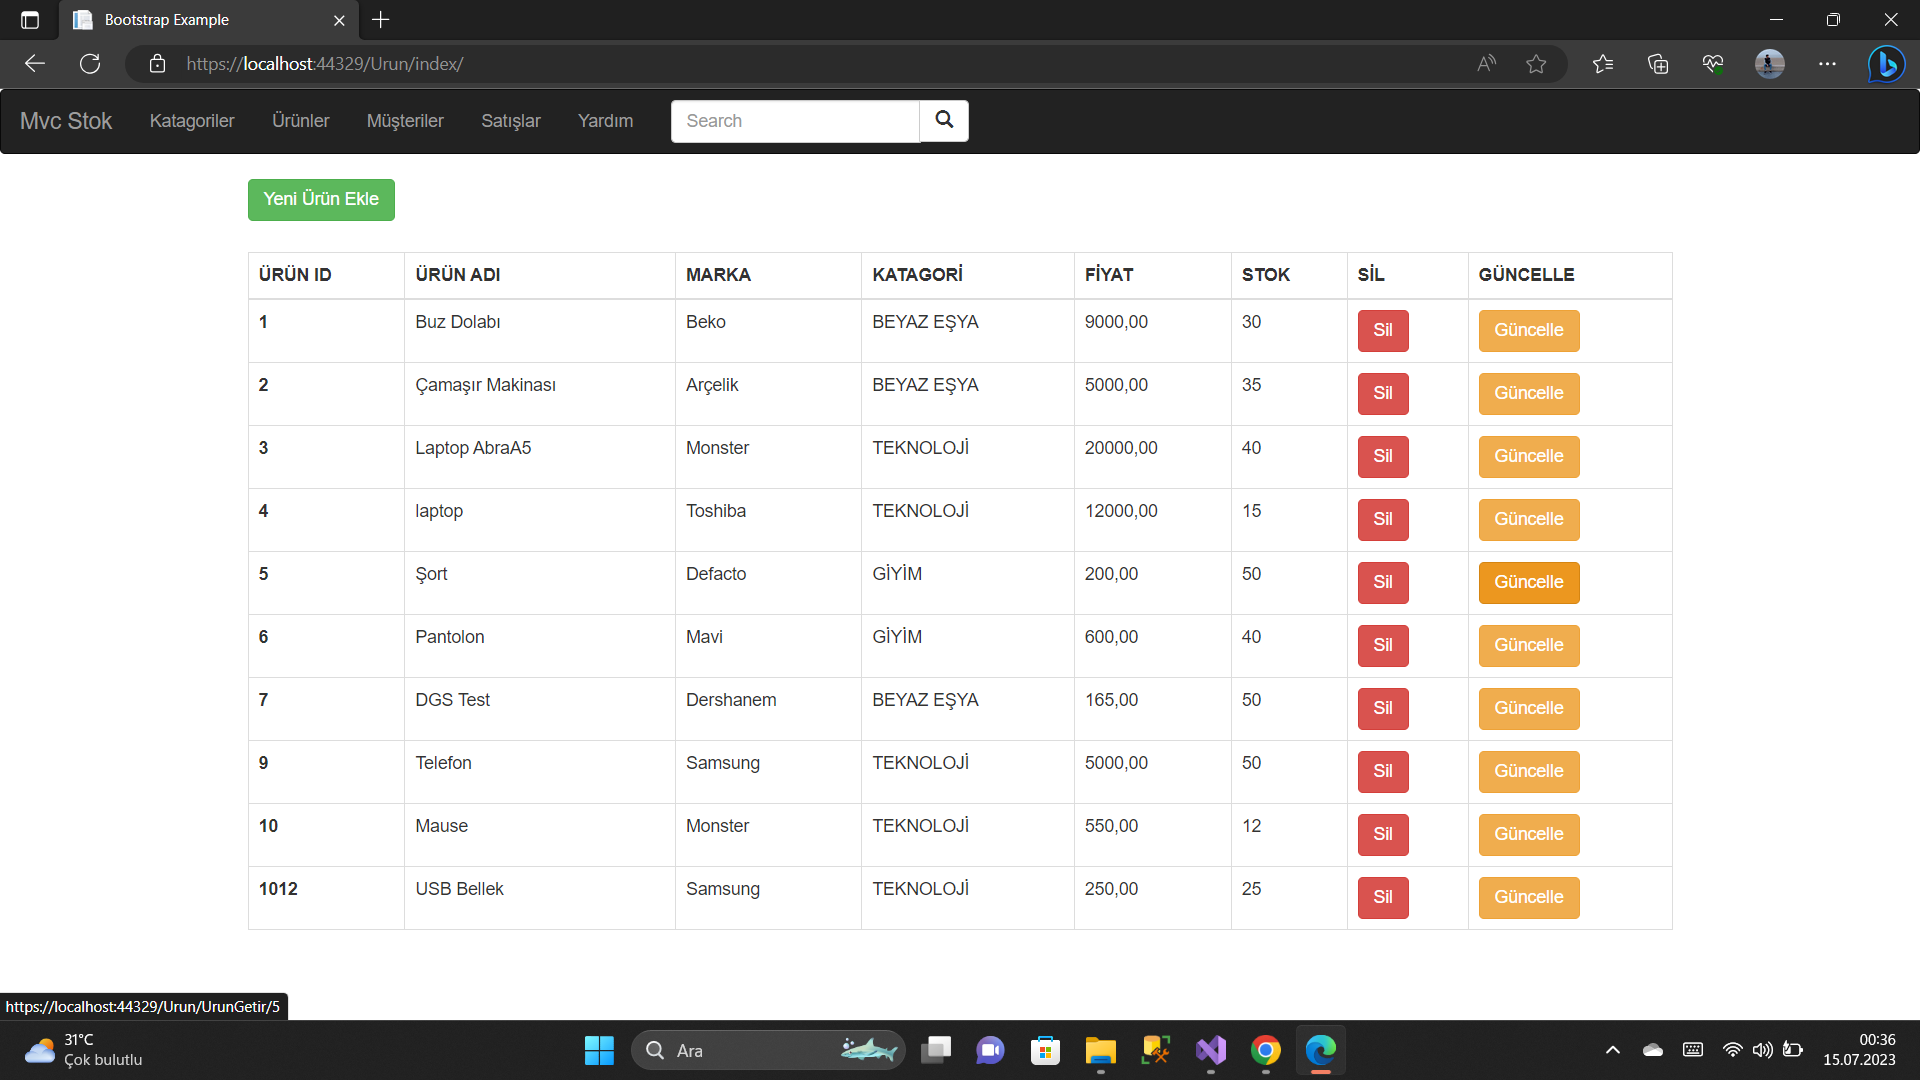 Bootstrap Example
https://localhost:44329/Urun/index/
Mvc Stok Katagoriler Ürünler Müşteriler Satışlar Yardım Search
Yeni Ürün Ekle
ÜRÜN ID ÜRÜN ADI MARKA KATAGORİ FİYAT STOK SİL GÜNCELLE
1 Buz Dolabı Beko BEYAZ EŞYA 9000,00 30 Sil Güncelle
2 Çamaşır Makinası Arçelik BEYAZ EŞYA 5000,00 35 Sil Güncelle
3 Laptop AbraA5 Monster TEKNOLOJİ 20000,00 40 Sil Güncelle
4 laptop Toshiba TEKNOLOJİ 12000,00 15 Sil Güncelle
5 Şort Defacto GİYİM 200,00 50 Sil Güncelle
6 Pantolon Mavi GİYİM 600,00 40 Sil Güncelle
7 DGS Test Dershanem BEYAZ EŞYA 165,00 50 Sil Güncelle
9 Telefon Samsung TEKNOLOJİ 5000,00 50 Sil Güncelle
10 Mause Monster TEKNOLOJİ 550,00 12 Sil Güncelle
1012 USB Bellek Samsung TEKNOLOJİ 250,00 25 Sil Güncelle
https://localhost:44329/Urun/UrunGetir/5
31°C
Çok bulutlu
Ara
00:36
15.07.2023